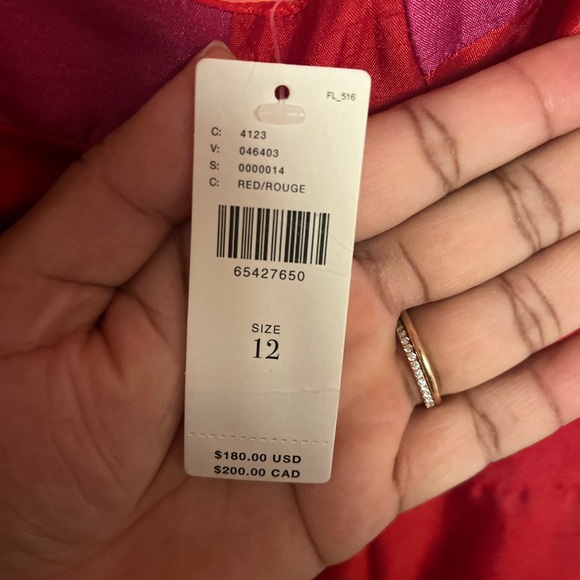 FL_516
C: 4123
V: 046403
S: 0000014
C: RED/ROUGE
65427650
SIZE
12
$180.00 USD
$200.00 CAD